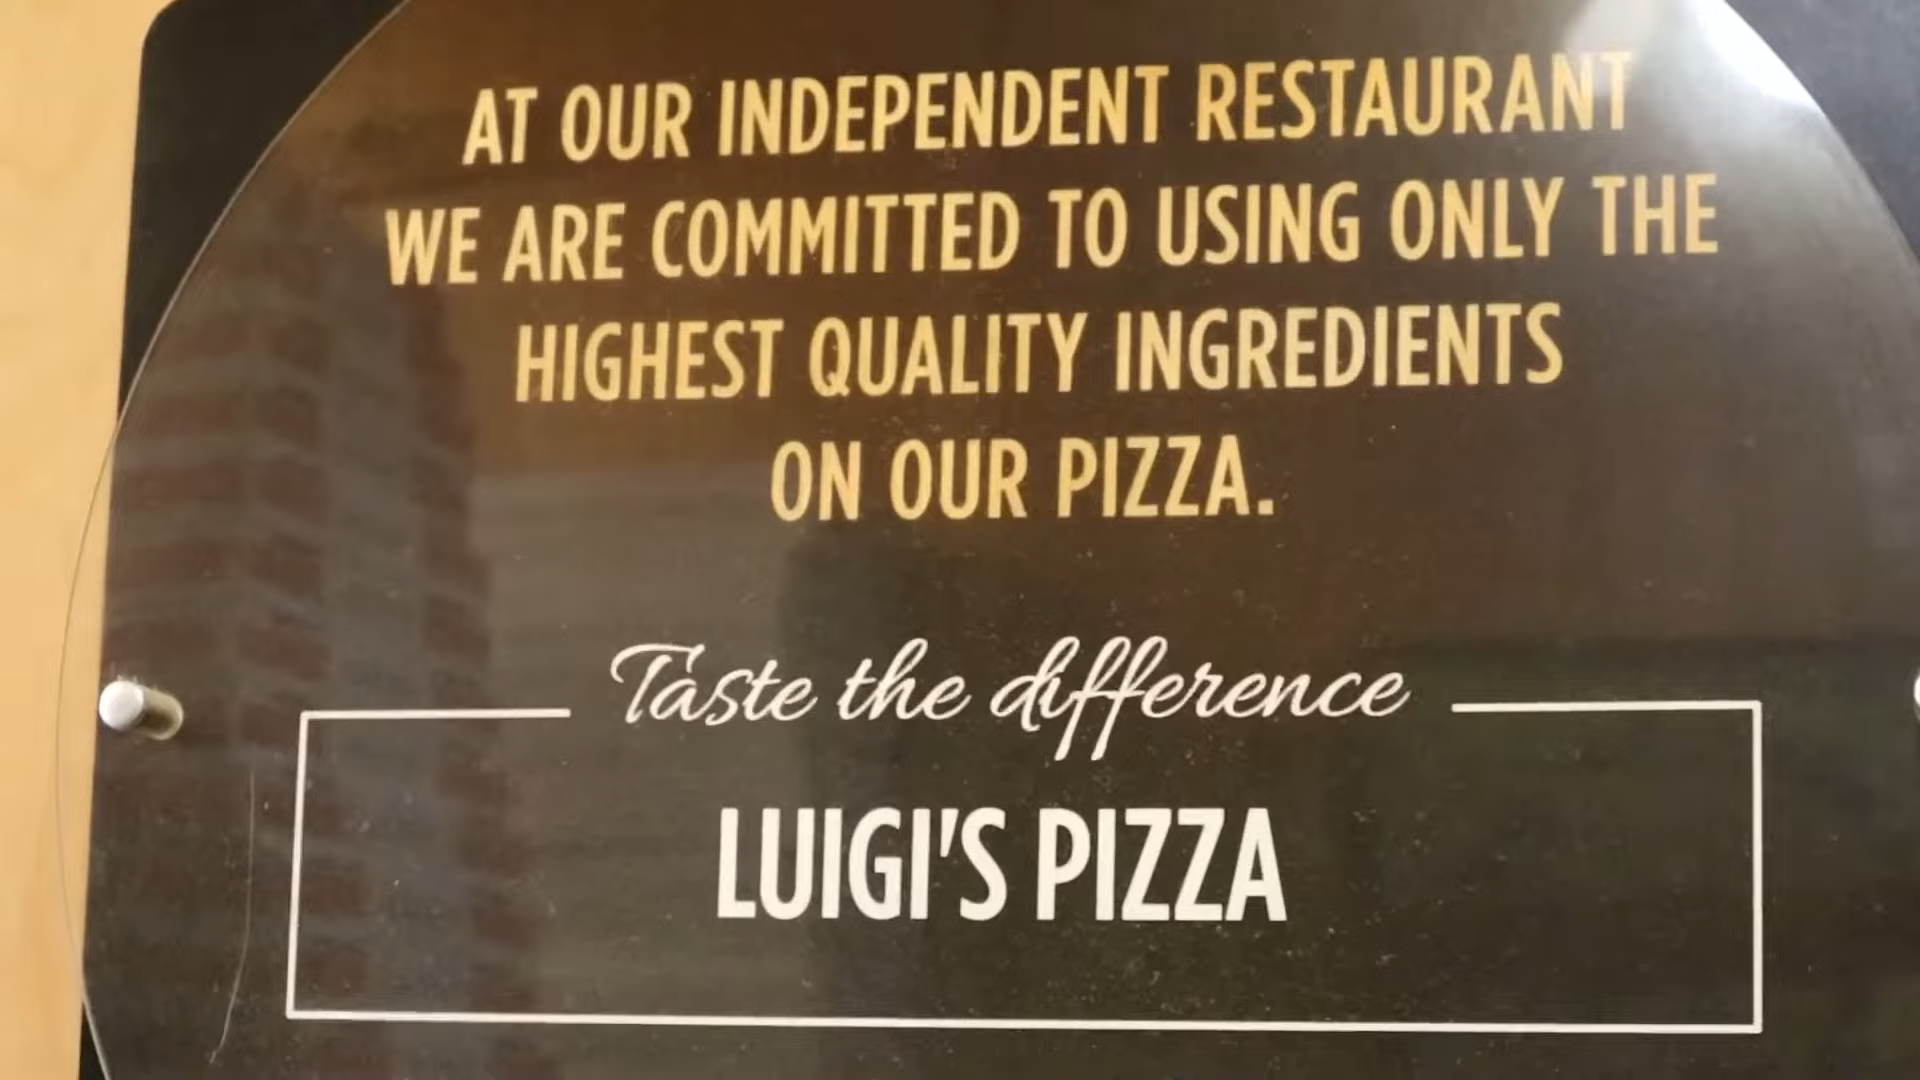 AT OUR INDEPENDENT RESTAURANT
WE ARE COMMITTED TO USING ONLY THE
HIGHEST QUALITY INGREDIENTS
ON OUR PIZZA.
Taste the difference
LUIGI'S PIZZA